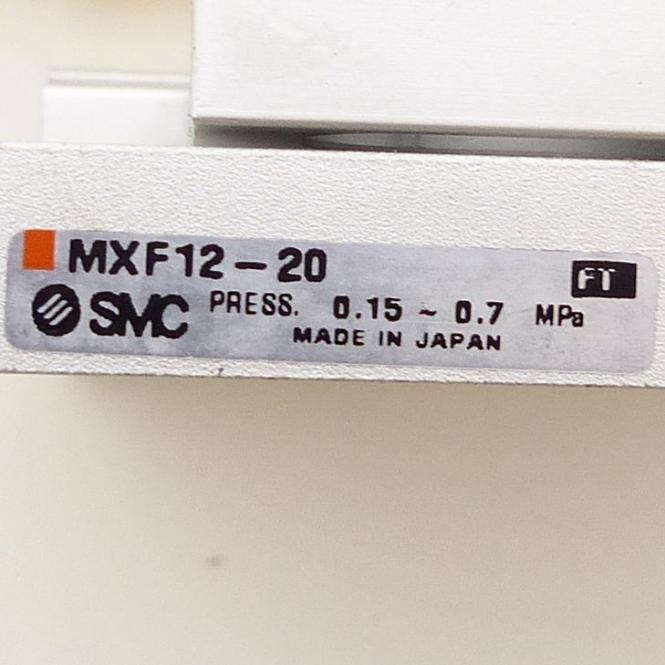 MXF12-20
FT
SMC PRESS. 0.15 ~ 0.7 MPa
MADE IN JAPAN